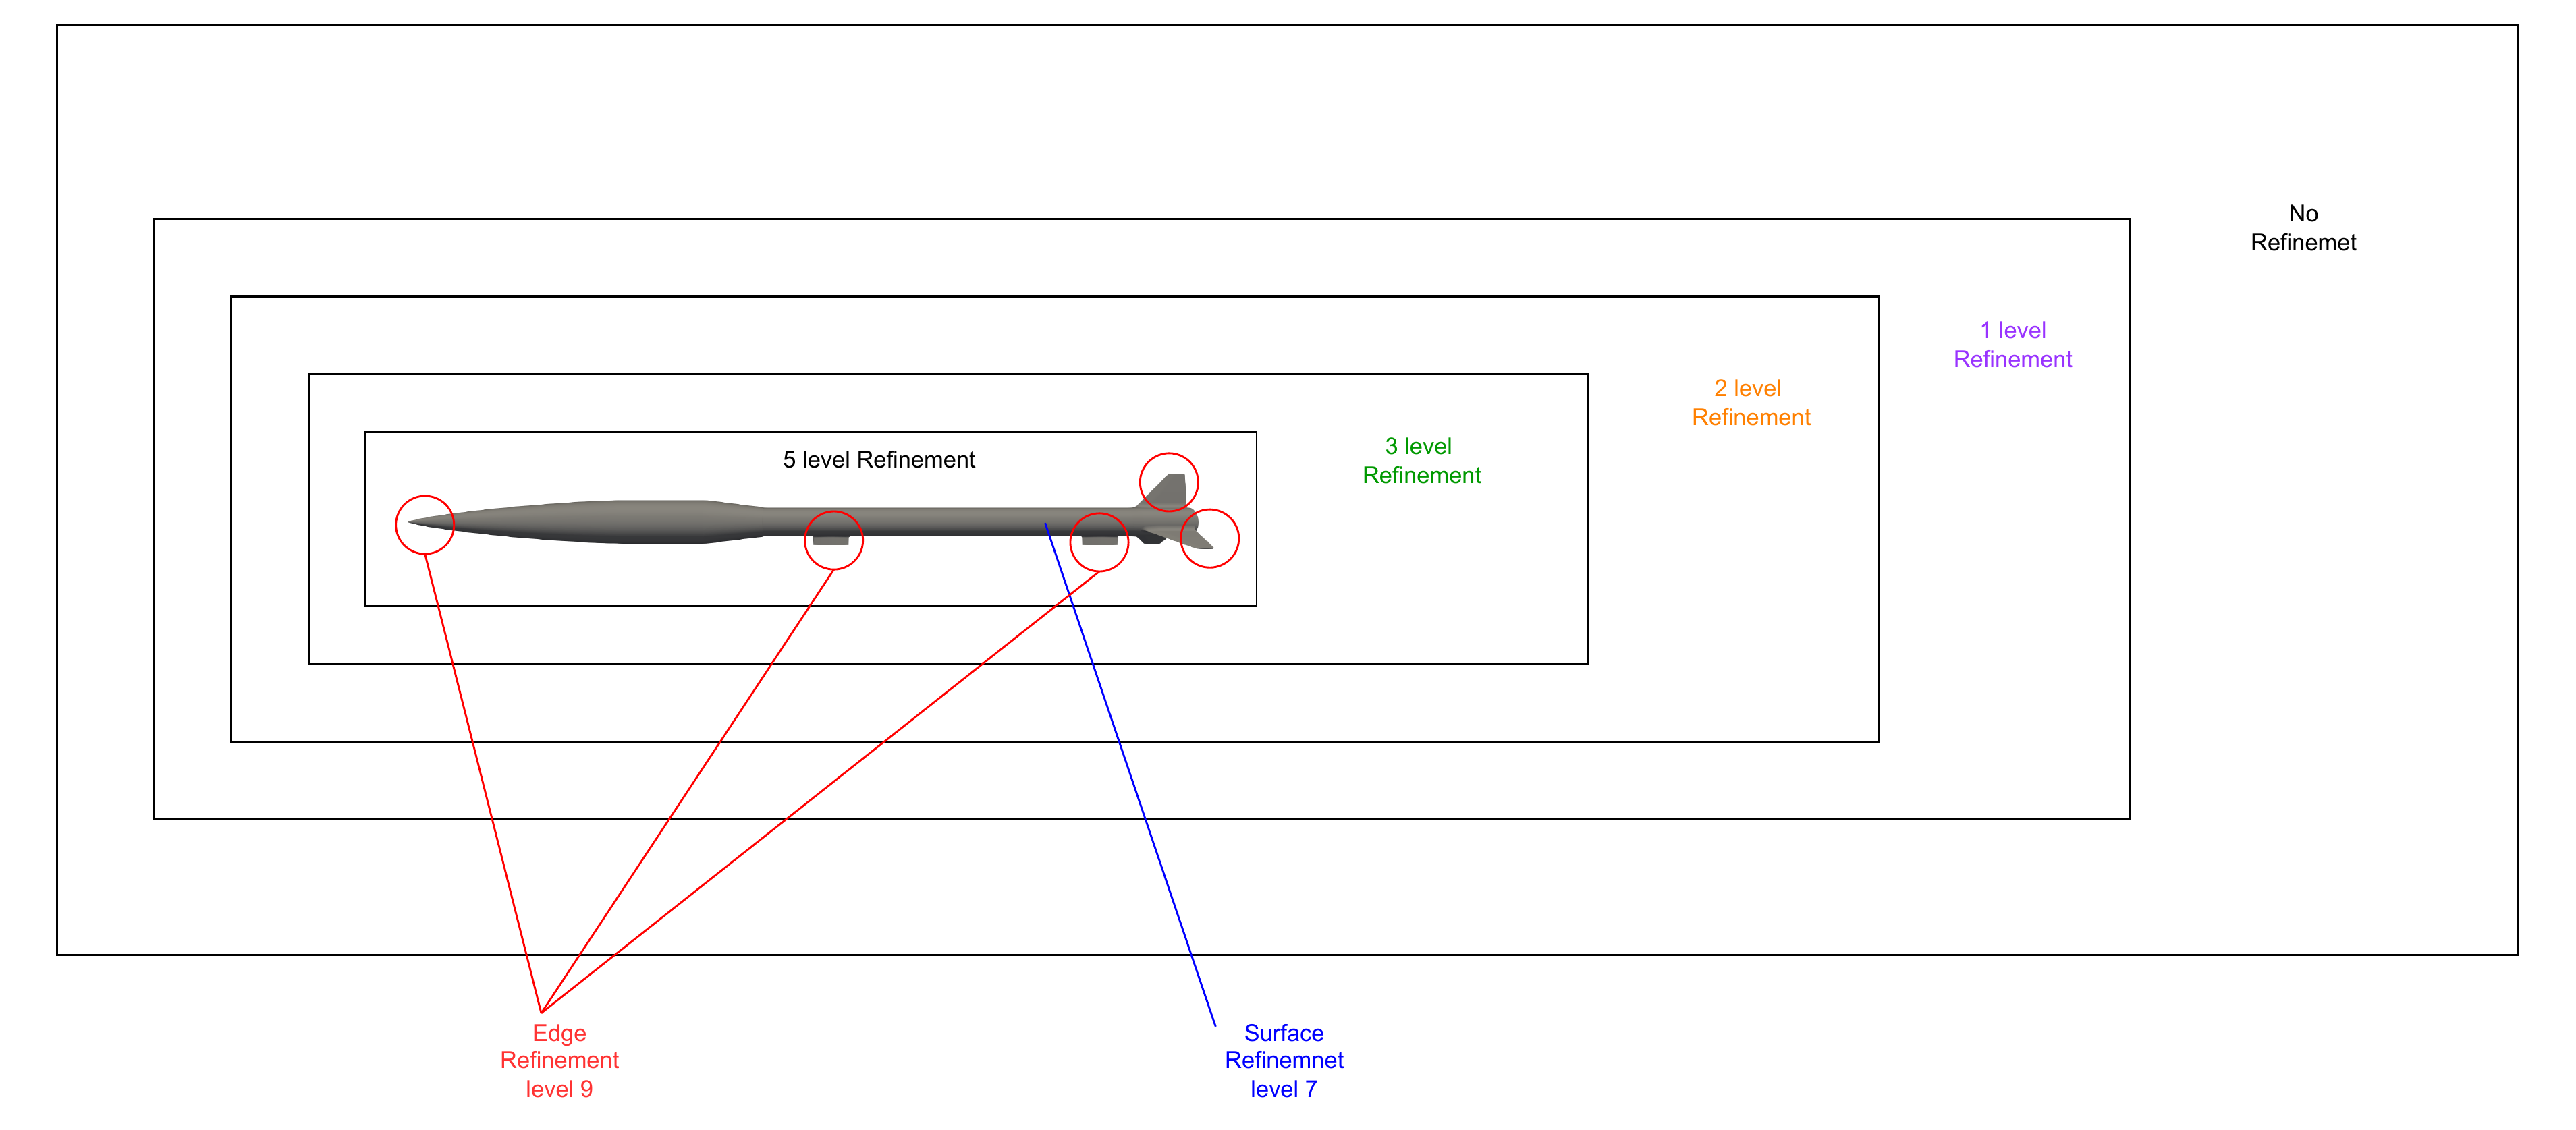 No
Refinemet
1 level
Refinement
2 level
Refinement
3 level
Refinement
5 level Refinement
Edge
Refinement
level 9
Surface
Refinemnet
level 7